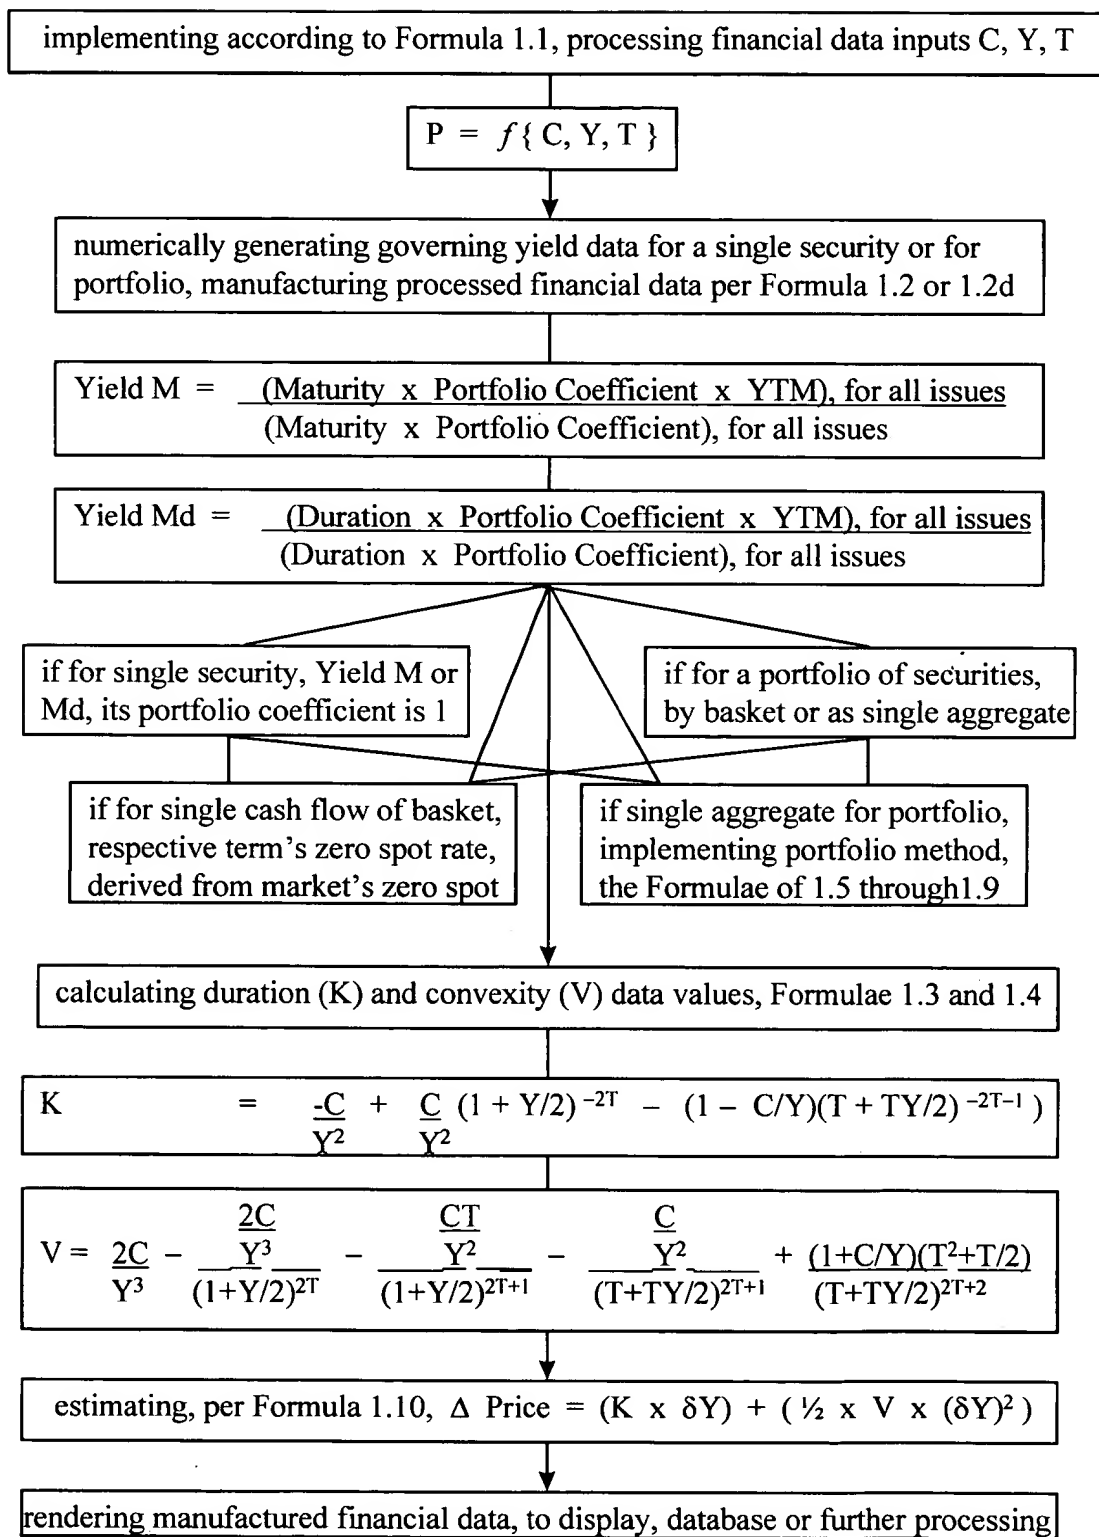 implementing according to Formula 1.1, processing financial data inputs C, Y, T
P = f{ C, Y, T }
numerically generating governing yield data for a single security or for
portfolio, manufacturing processed financial data per Formula 1.2 or 1.2d
Yield M = (Maturity x Portfolio Coefficient x YTM), for all issues
(Maturity x Portfolio Coefficient), for all issues
Yield Md = (Duration x Portfolio Coefficient x YTM), for all issues
(Duration x Portfolio Coefficient), for all issues
if for single security, Yield M or
Md, its portfolio coefficient is 1
if for a portfolio of securities,
by basket or as single aggregate
if for single cash flow of basket,
respective term's zero spot rate,
derived from market's zero spot
if single aggregate for portfolio,
implementing portfolio method,
the Formulae of 1.5 through1.9
calculating duration (K) and convexity (V) data values, Formulae 1.3 and 1.4
K = -C/Y² + C/Y² (1 + Y/2)⁻²ᵀ – (1 – C/Y)(T + TY/2)⁻²ᵀ⁻¹ )
V = 2C/Y³ – 2C/Y³/(1+Y/2)²ᵀ – CT/Y²/(1+Y/2)²ᵀ⁺¹ – C/Y²/(T+TY/2)²ᵀ⁺¹ + (1+C/Y)(T²+T/2)/(T+TY/2)²ᵀ⁺²
estimating, per Formula 1.10, Δ Price = (K x δY) + ( ½ x V x (δY)² )
rendering manufactured financial data, to display, database or further processing